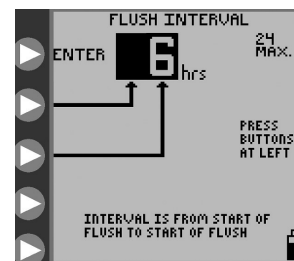 FLUSH INTERVAL
24
MAX.
ENTER
6
hrs
PRESS
BUTTONS
AT LEFT
INTERVAL IS FROM START OF
FLUSH TO START OF FLUSH